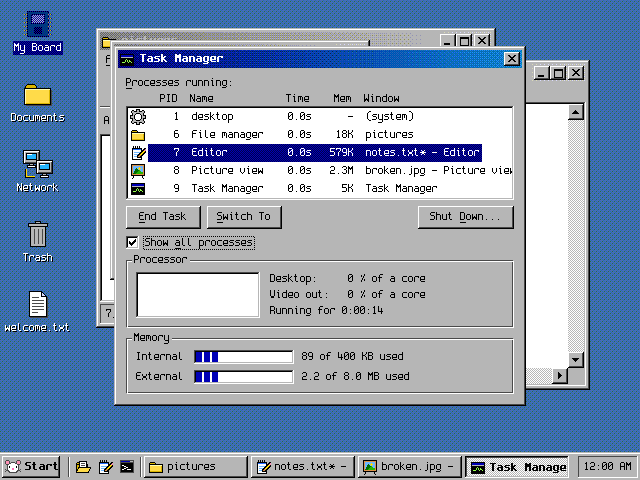 My Board
Documents
Network
Trash
welcome.txt
pictures
Task Manager
Processes running:
PID Name Time Mem Window
1 desktop 0.0s - (system)
6 file manager 0.0s 18K pictures
7 Editor 0.0s 579K notes.txt* - Editor
8 Picture view 0.0s 2.3M broken.jpg - Picture view
9 Task Manager 0.0s 5K Task Manager
End Task
Switch To
Shut Down...
Show all processes
Processor
Desktop: 0 % of a core
Video out: 0 % of a core
Running for 0:00:14
Memory
Internal 89 of 400 KB used
External 2.2 of 8.0 MB used
Start
pictures
notes.txt* -
broken.jpg -
Task Manage
12:00 AM